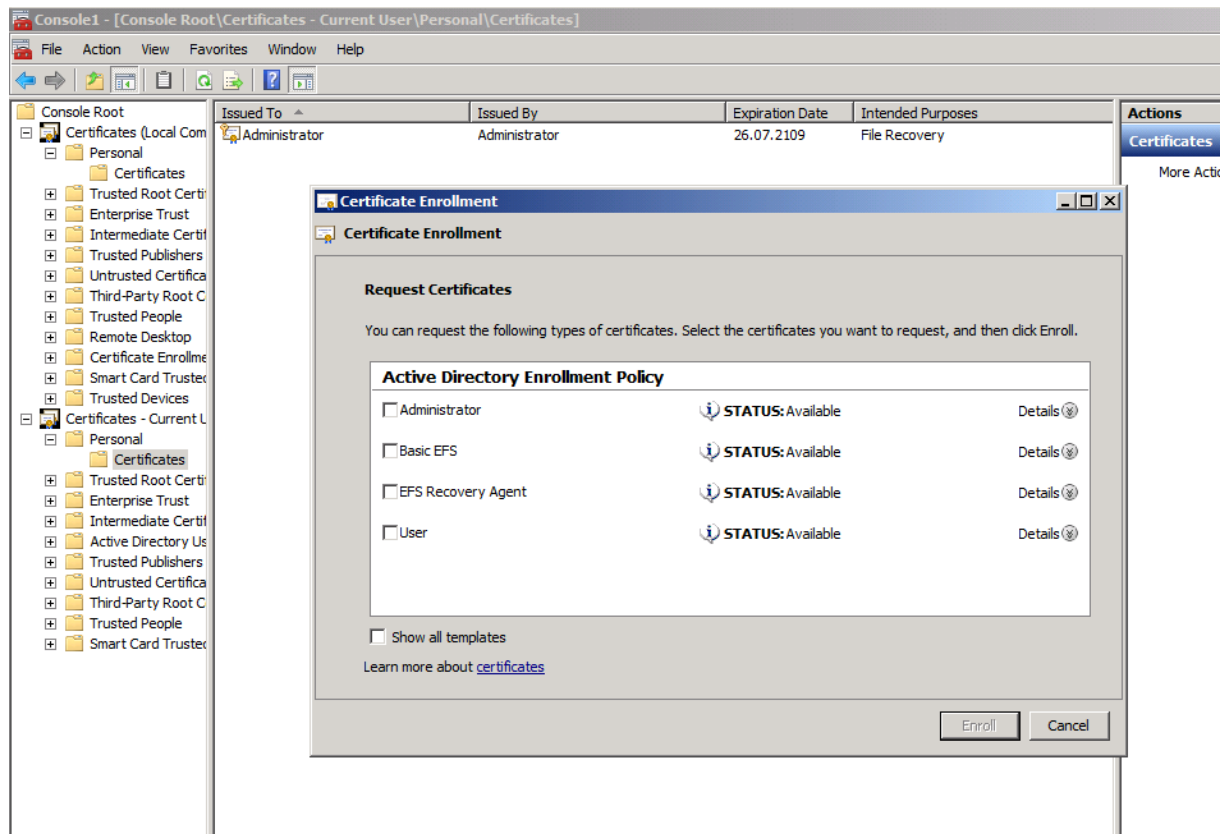 Console1 - [Console Root\Certificates - Current User\Personal\Certificates]
File Action View Favorites Window Help
Console Root
Certificates (Local Com
Personal
Certificates
Trusted Root Certi
Enterprise Trust
Intermediate Certif
Trusted Publishers
Untrusted Certifica
Third-Party Root C
Trusted People
Remote Desktop
Certificate Enrollme
Smart Card Trusted
Trusted Devices
Certificates - Current U
Personal
Certificates
Trusted Root Certi
Enterprise Trust
Intermediate Certif
Active Directory Us
Trusted Publishers
Untrusted Certifica
Third-Party Root C
Trusted People
Smart Card Trusted
Issued To Issued By Expiration Date Intended Purposes
Administrator Administrator 26.07.2109 File Recovery
Actions
Certificates
More Actio
Certificate Enrollment
Certificate Enrollment
Request Certificates
You can request the following types of certificates. Select the certificates you want to request, and then click Enroll.
Active Directory Enrollment Policy
Administrator STATUS: Available Details
Basic EFS STATUS: Available Details
EFS Recovery Agent STATUS: Available Details
User STATUS: Available Details
Show all templates
Learn more about certificates
Enroll Cancel